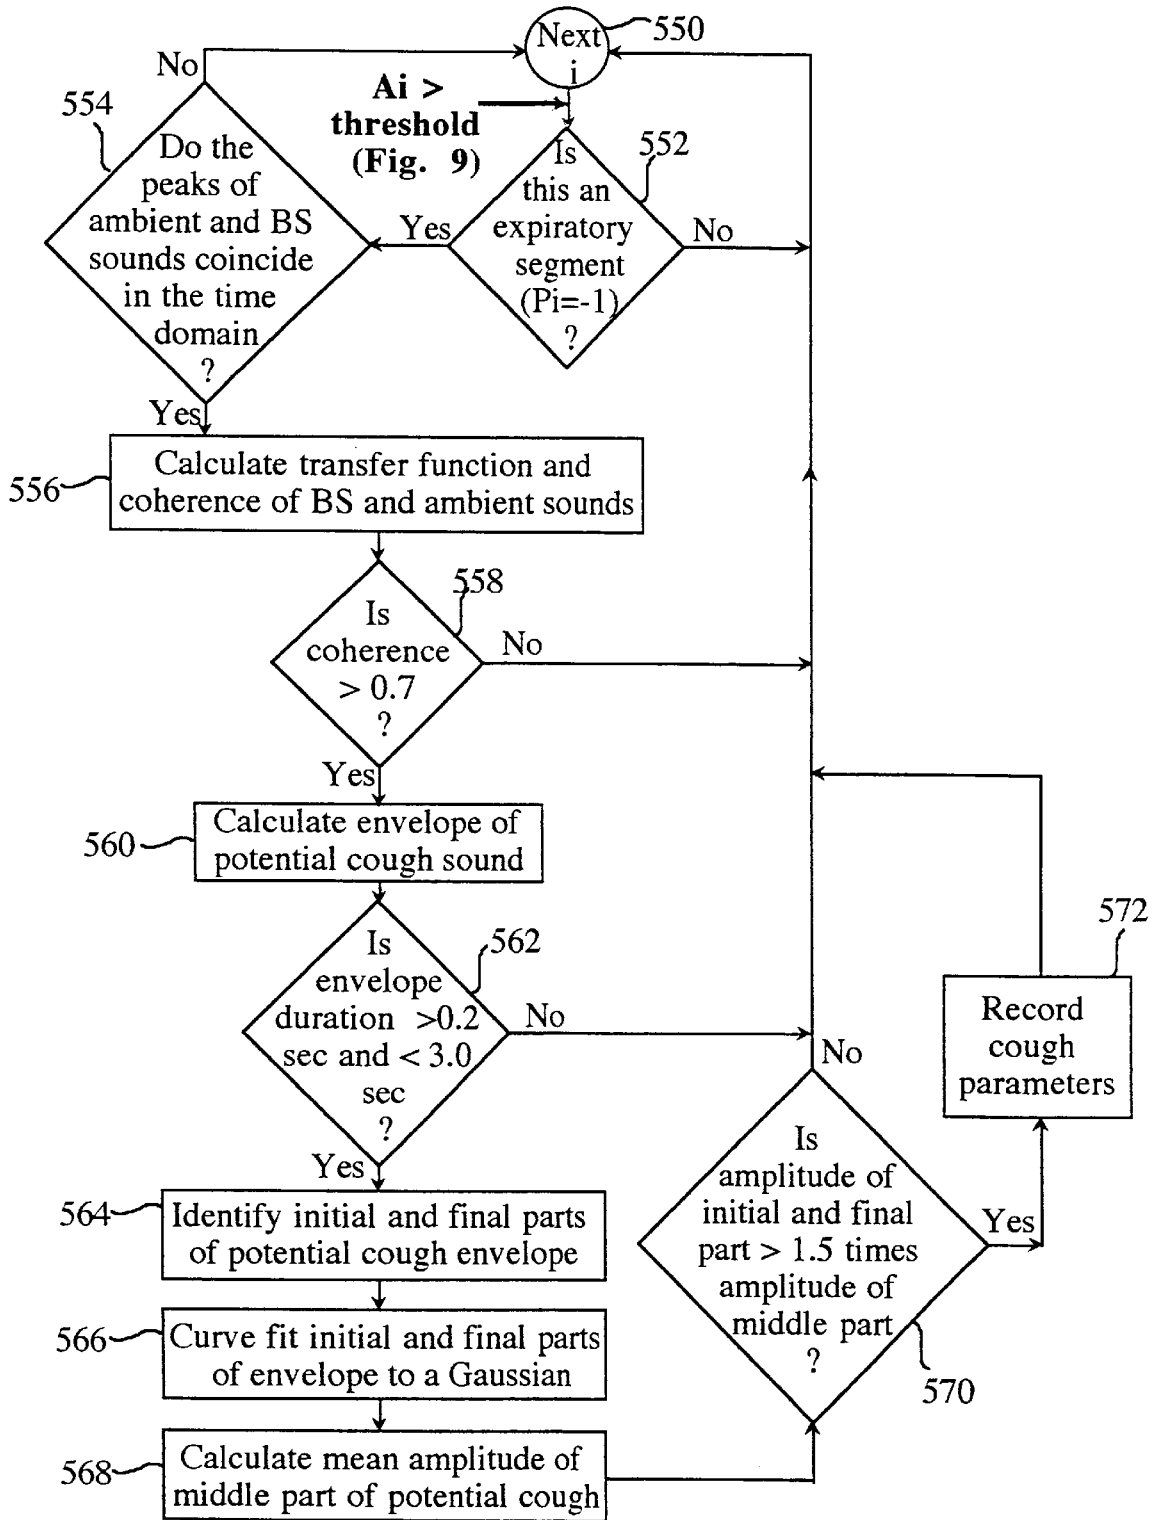 Next
i
550
No
Ai >
threshold
(Fig. 9)
554
Do the
peaks of
ambient and BS
sounds coincide
in the time
domain
?
Yes
552
Is
this an
expiratory
segment
(Pi=-1)
?
No
Yes
556
Calculate transfer function and
coherence of BS and ambient sounds
558
Is
coherence
> 0.7
?
No
Yes
560
Calculate envelope of
potential cough sound
562
Is
envelope
duration >0.2
sec and < 3.0
sec
?
No
Yes
564
Identify initial and final parts
of potential cough envelope
566
Curve fit initial and final parts
of envelope to a Gaussian
568
Calculate mean amplitude of
middle part of potential cough
No
Is
amplitude of
initial and final
part > 1.5 times
amplitude of
middle part
?
570
Yes
572
Record
cough
parameters